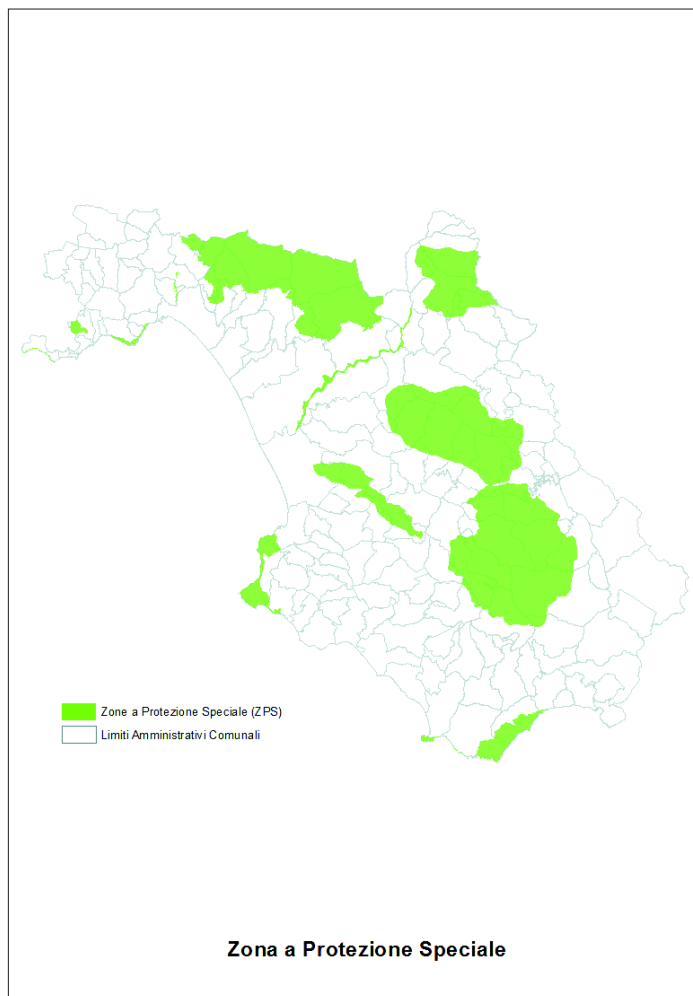 Zone a Protezione Speciale (ZPS)
Limiti Amministrativi Comunali
Zona a Protezione Speciale